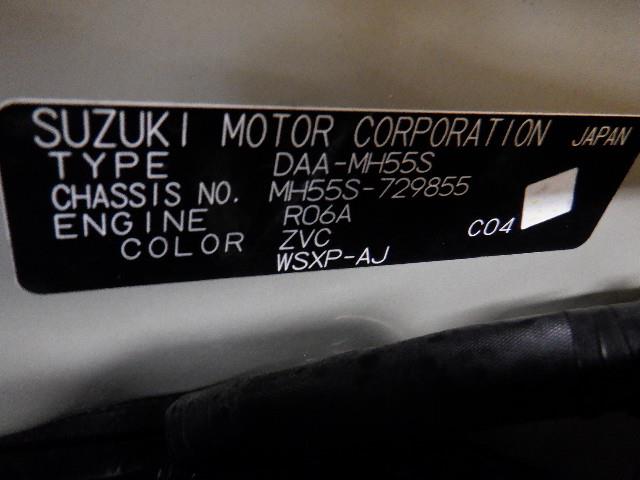 SUZUKI MOTOR CORPORATION JAPAN
TYPE DAA-MH55S
CHASSIS NO. MH55S-729855
ENGINE R06A
COLOR ZVC C04
WSXP-AJ